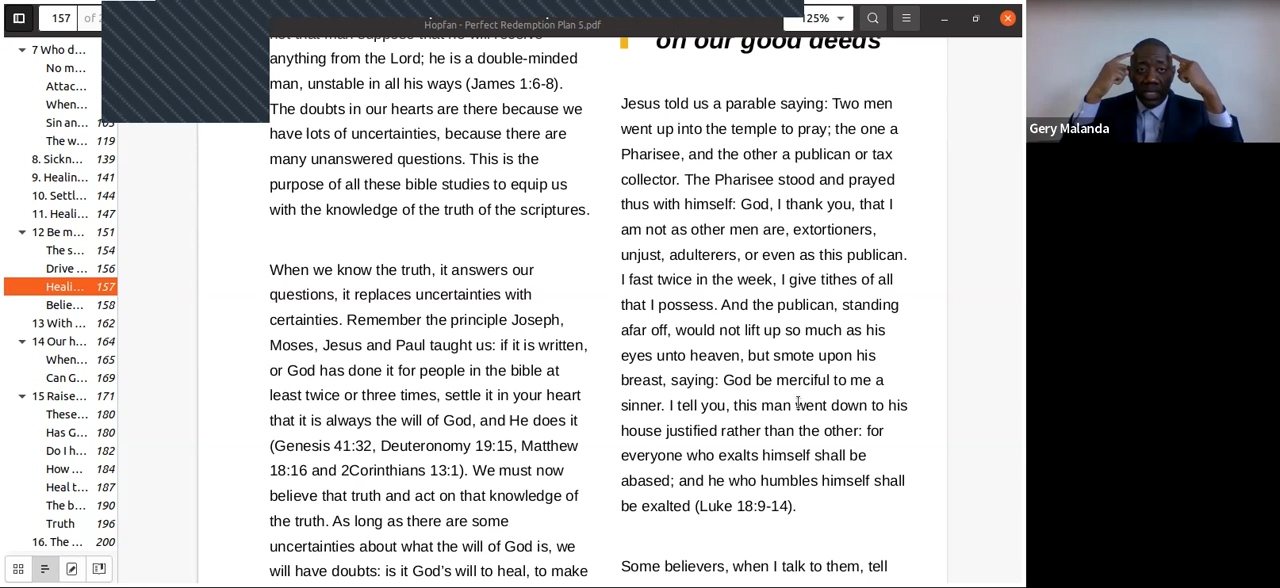 157
of 2
Hopfan - Perfect Redemption Plan 5.pdf
125%
7 Who d...
No m...
Attac...
When...
Sin an... 105
The w... 119
8. Sickn... 139
9. Healin... 141
10. Settl... 144
11. Heali... 147
12 Be m... 151
The s... 154
Drive ... 156
Heali... 157
Belie... 158
13 With ... 162
14 Our h... 164
When... 165
Can G... 169
15 Raise... 171
These... 180
Has G... 180
Do I h... 182
How ... 184
Heal t... 187
The b... 190
Truth 196
16. The ... 200
not that man suppose that he will receive
anything from the Lord; he is a double-minded
man, unstable in all his ways (James 1:6-8).
The doubts in our hearts are there because we
have lots of uncertainties, because there are
many unanswered questions. This is the
purpose of all these bible studies to equip us
with the knowledge of the truth of the scriptures.
When we know the truth, it answers our
questions, it replaces uncertainties with
certainties. Remember the principle Joseph,
Moses, Jesus and Paul taught us: if it is written,
or God has done it for people in the bible at
least twice or three times, settle it in your heart
that it is always the will of God, and He does it
(Genesis 41:32, Deuteronomy 19:15, Matthew
18:16 and 2Corinthians 13:1). We must now
believe that truth and act on that knowledge of
the truth. As long as there are some
uncertainties about what the will of God is, we
will have doubts: is it God's will to heal, to make
on our good deeds
Jesus told us a parable saying: Two men
went up into the temple to pray; the one a
Pharisee, and the other a publican or tax
collector. The Pharisee stood and prayed
thus with himself: God, I thank you, that I
am not as other men are, extortioners,
unjust, adulterers, or even as this publican.
I fast twice in the week, I give tithes of all
that I possess. And the publican, standing
afar off, would not lift up so much as his
eyes unto heaven, but smote upon his
breast, saying: God be merciful to me a
sinner. I tell you, this man went down to his
house justified rather than the other: for
everyone who exalts himself shall be
abased; and he who humbles himself shall
be exalted (Luke 18:9-14).
Some believers, when I talk to them, tell
Gery Malanda